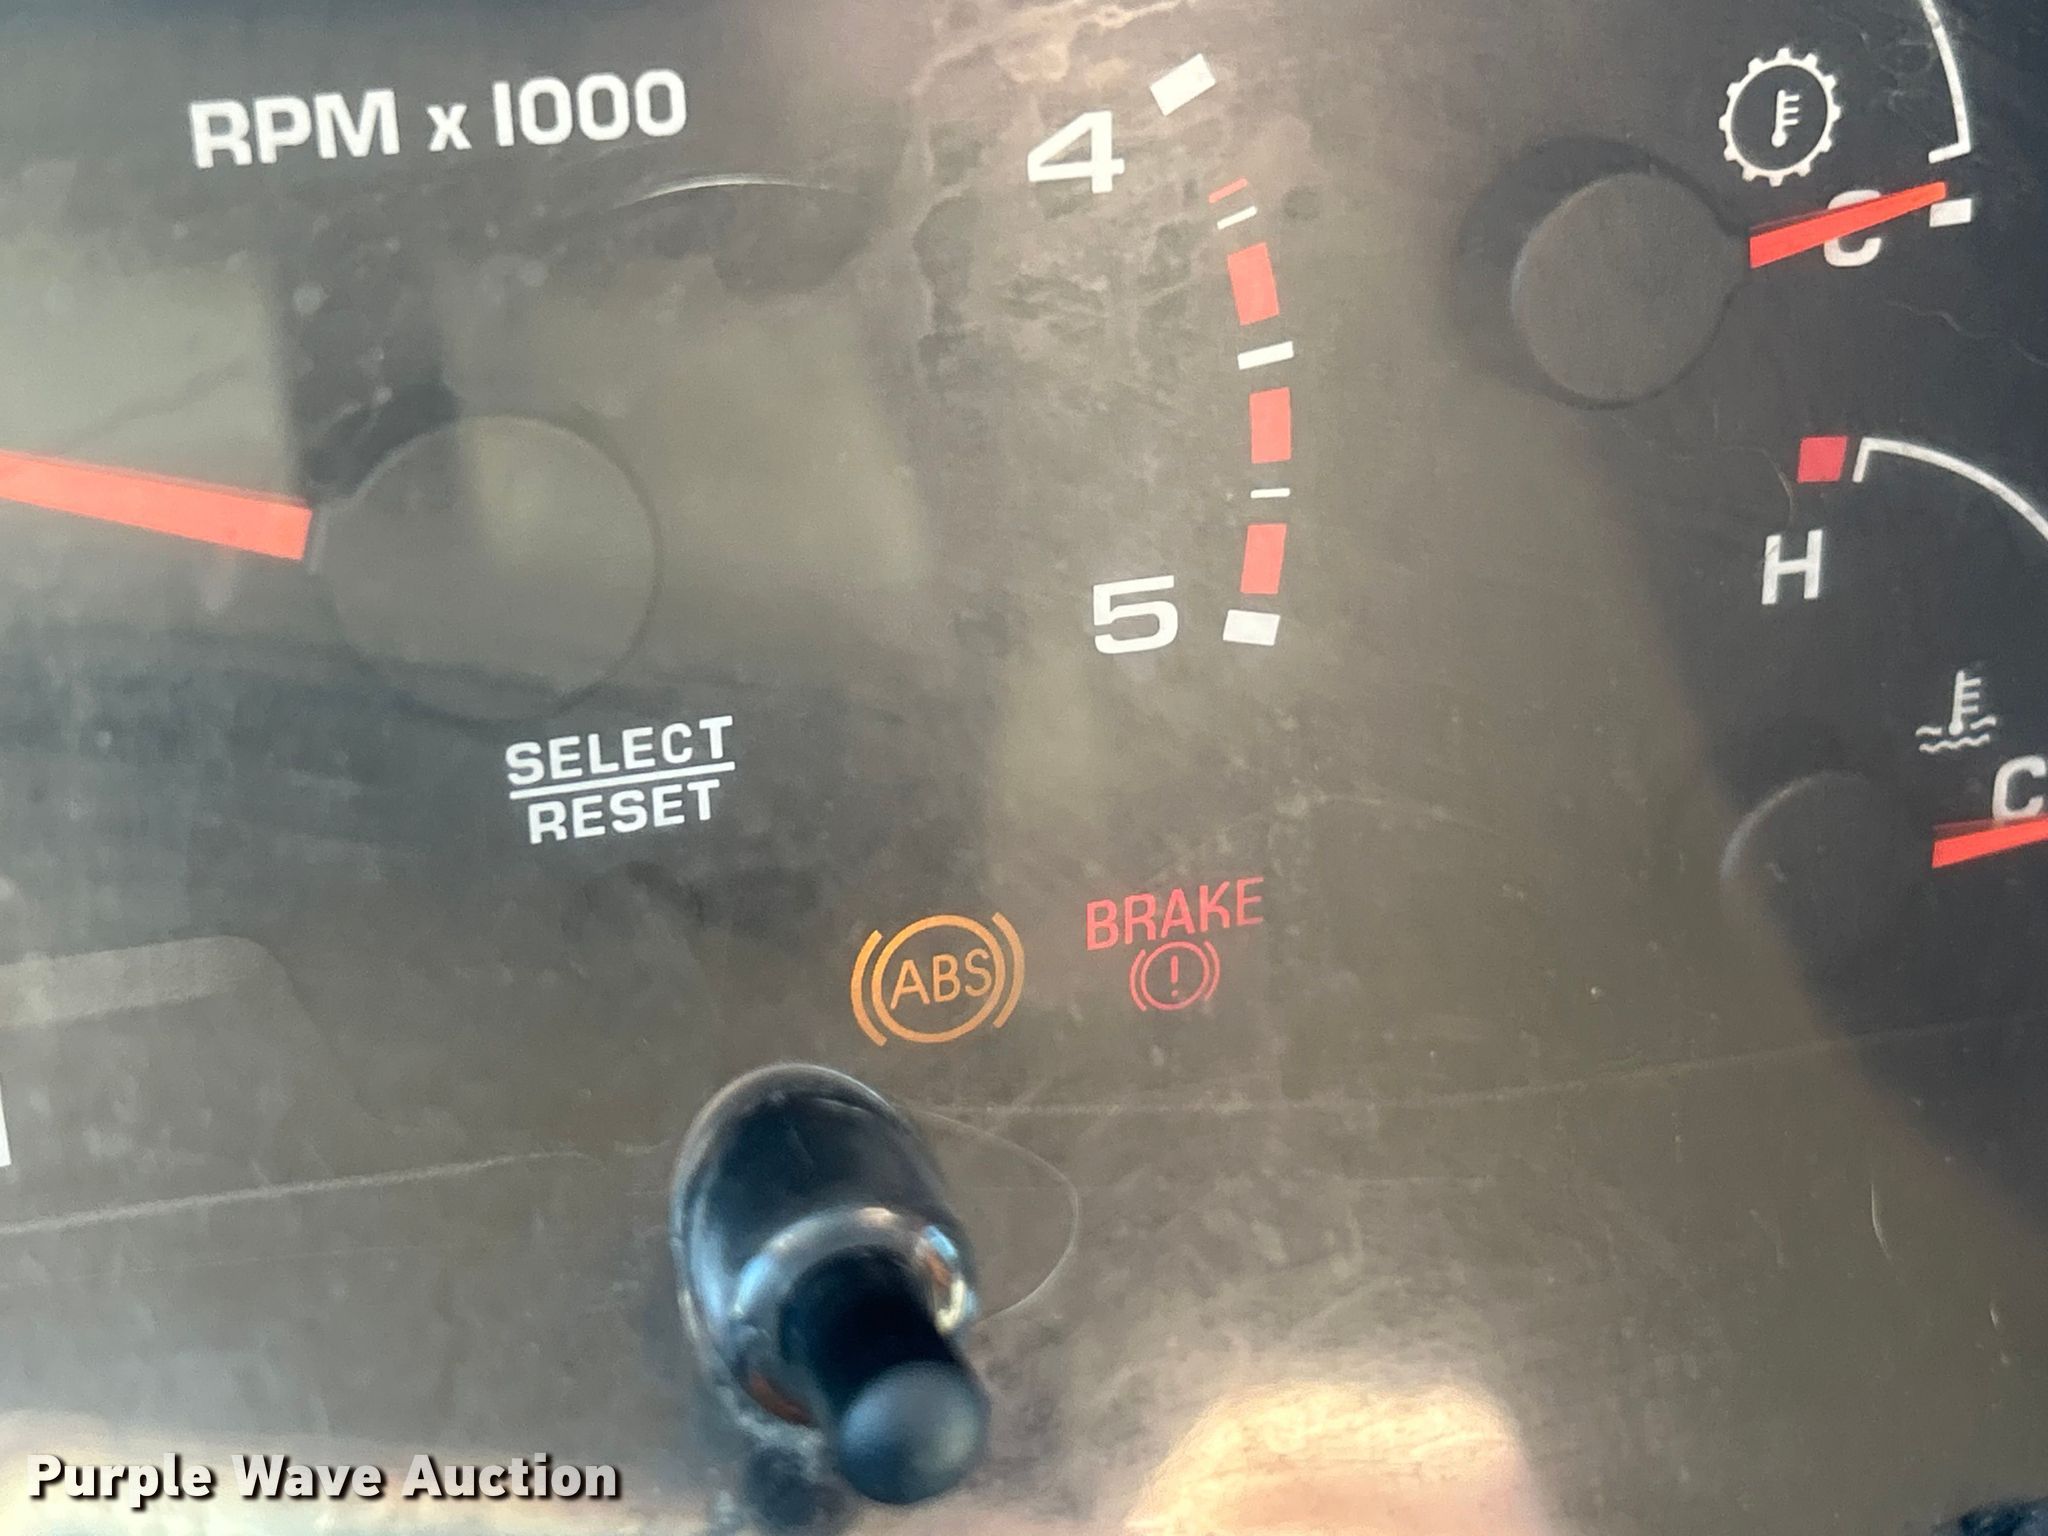 RPM x 1000
4
C
H
5
SELECT
RESET
C
ABS
BRAKE
!
Purple Wave Auction